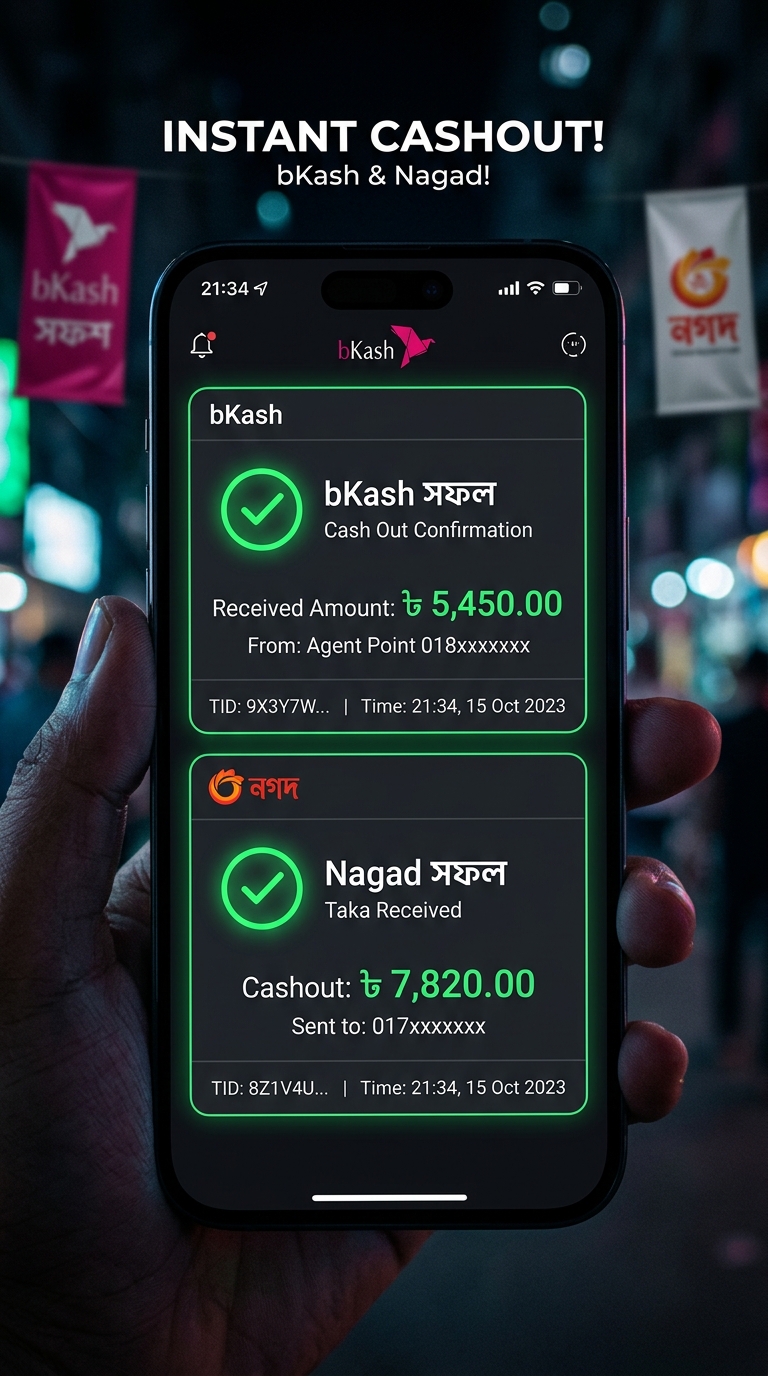 INSTANT CASHOUT!
bKash & Nagad!
bKash
সফশ
নগদ
21:34
bKash
bKash
bKash সফল
Cash Out Confirmation
Received Amount: ৳ 5,450.00
From: Agent Point 018xxxxxxx
TID: 9X3Y7W... | Time: 21:34, 15 Oct 2023
নগদ
Nagad সফল
Taka Received
Cashout: ৳ 7,820.00
Sent to: 017xxxxxxx
TID: 8Z1V4U... | Time: 21:34, 15 Oct 2023